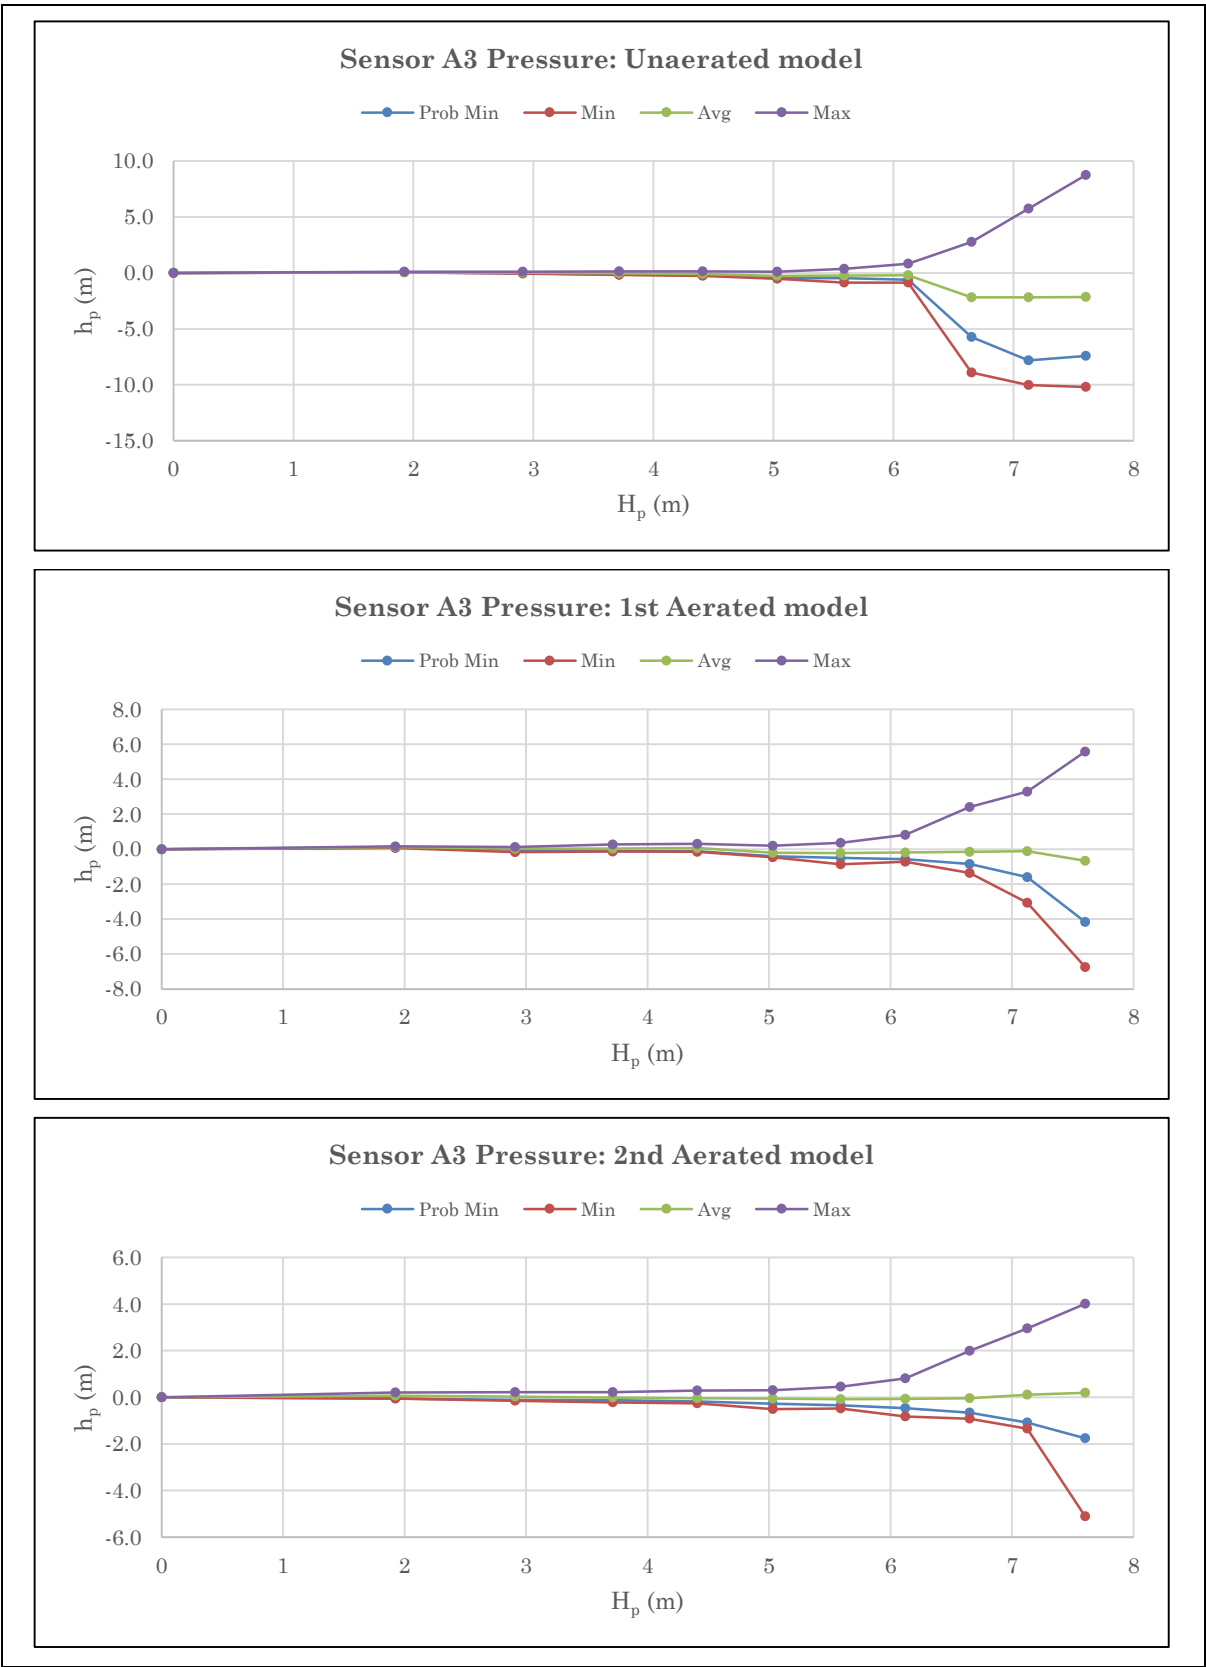 Sensor A3 Pressure: Unaerated model
Prob Min Min Avg Max
10.0
5.0
0.0
-5.0
-10.0
-15.0
hp (m)
0 1 2 3 4 5 6 7 8
Hp (m)
Sensor A3 Pressure: 1st Aerated model
Prob Min Min Avg Max
8.0
6.0
4.0
2.0
0.0
-2.0
-4.0
-6.0
-8.0
hp (m)
0 1 2 3 4 5 6 7 8
Hp (m)
Sensor A3 Pressure: 2nd Aerated model
Prob Min Min Avg Max
6.0
4.0
2.0
0.0
-2.0
-4.0
-6.0
hp (m)
0 1 2 3 4 5 6 7 8
Hp (m)